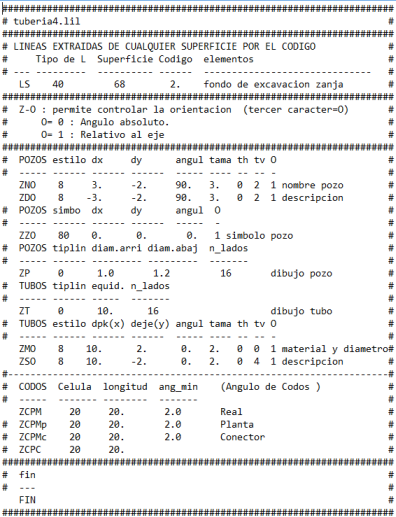 ##################################################################
# tuberia4.lil #
##################################################################
# LINEAS EXTRAIDAS DE CUALQUIER SUPERFICIE POR EL CODIGO #
# Tipo de L Superficie Codigo elementos #
# --------- ---------- ------ ---------------------------------- #
LS 40 68 2. fondo de excavacion zanja #
##################################################################
# Z-O : permite controlar la orientacion (tercer caracter=O) #
# O= 0 : Angulo absoluto. #
# O= 1 : Relativo al eje #
##################################################################
# POZOS estilo dx dy angul tama th tv O #
# ----- ------ ----- ----- ----- ---- -- -- - #
ZNO 8 3. -2. 90. 3. 0 2 1 nombre pozo #
ZDO 8 -3. -2. 90. 3. 0 2 1 descripcion #
# POZOS simbo dx dy angul O #
# ----- ----- ----- ----- ----- - #
ZZO 80 0. 0. 0. 1 simbolo pozo #
# POZOS tiplin diam.arri diam.abaj n_lados #
# ----- ------ --------- --------- ------- #
ZP 0 1.0 1.2 16 dibujo pozo #
# TUBOS tiplin equid. n_lados #
# ----- ------ ------ ------- #
ZT 0 10. 16 dibujo tubo #
# TUBOS estilo dpk(x) deje(y) angul tama th tv O #
# ----- ------ ------ ------- ----- ---- -- -- - #
ZMO 8 10. 2. 0. 2. 0 0 1 material y diametro#
ZSO 8 10. -2. 0. 2. 0 4 1 descripcion #
#----------------------------------------------------------------#
# CODOS Celula longitud ang_min (Angulo de Codos ) #
# ----- ------ -------- ------- #
ZCPM 20 20. 2.0 Real #
# ZCPMp 20 20. 2.0 Planta #
# ZCPMc 20 20. 2.0 Conector #
# ZCPC 20 20. #
##################################################################
# fin #
# --- #
FIN #
##################################################################